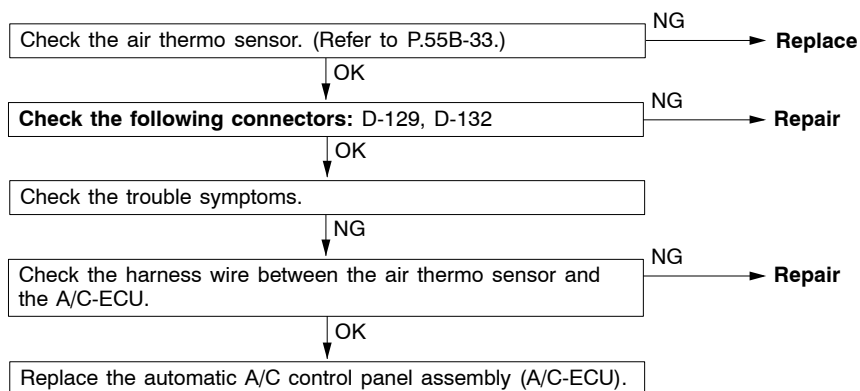 Check the air thermo sensor. (Refer to P.55B-33.)
NG
Replace
OK
Check the following connectors: D-129, D-132
NG
Repair
OK
Check the trouble symptoms.
NG
Check the harness wire between the air thermo sensor and
the A/C-ECU.
NG
Repair
OK
Replace the automatic A/C control panel assembly (A/C-ECU).